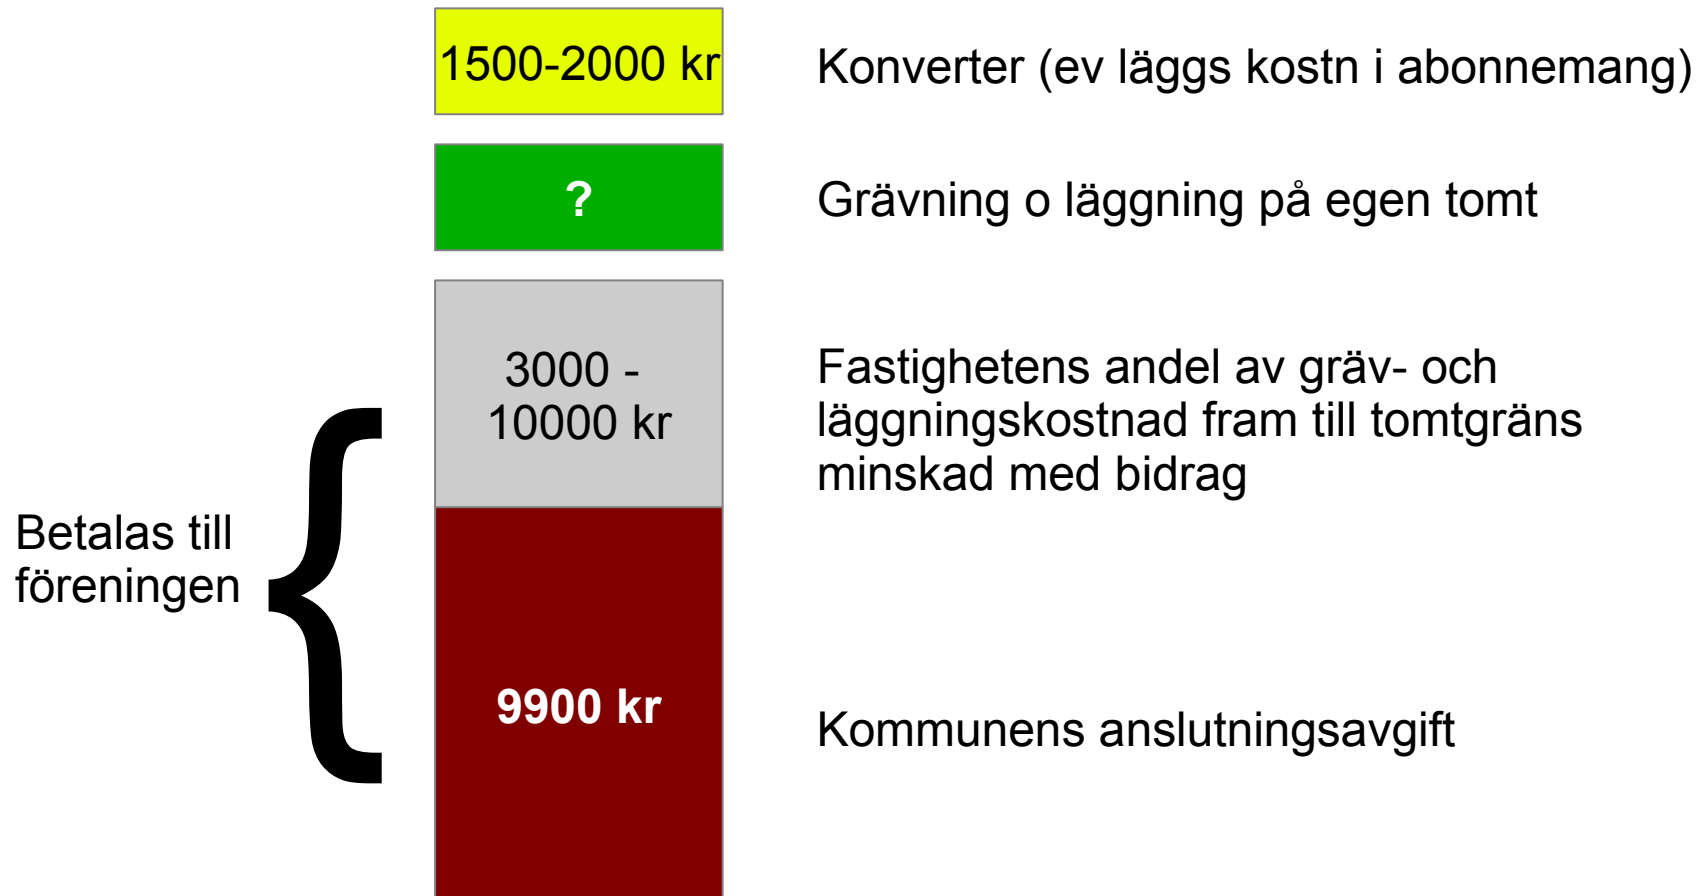 1500-2000 kr
Konverter (ev läggs kostn i abonnemang)
?
Grävning o läggning på egen tomt
3000 -
10000 kr
Fastighetens andel av gräv- och
läggningskostnad fram till tomtgräns
minskad med bidrag
Betalas till
föreningen
{
9900 kr
Kommunens anslutningsavgift